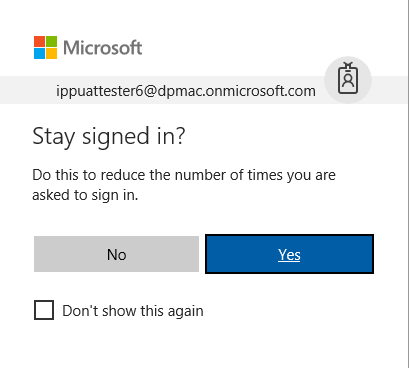 Microsoft
ippuattester6@dpmac.onmicrosoft.com
Stay signed in?
Do this to reduce the number of times you are
asked to sign in.
No
Yes
Don't show this again